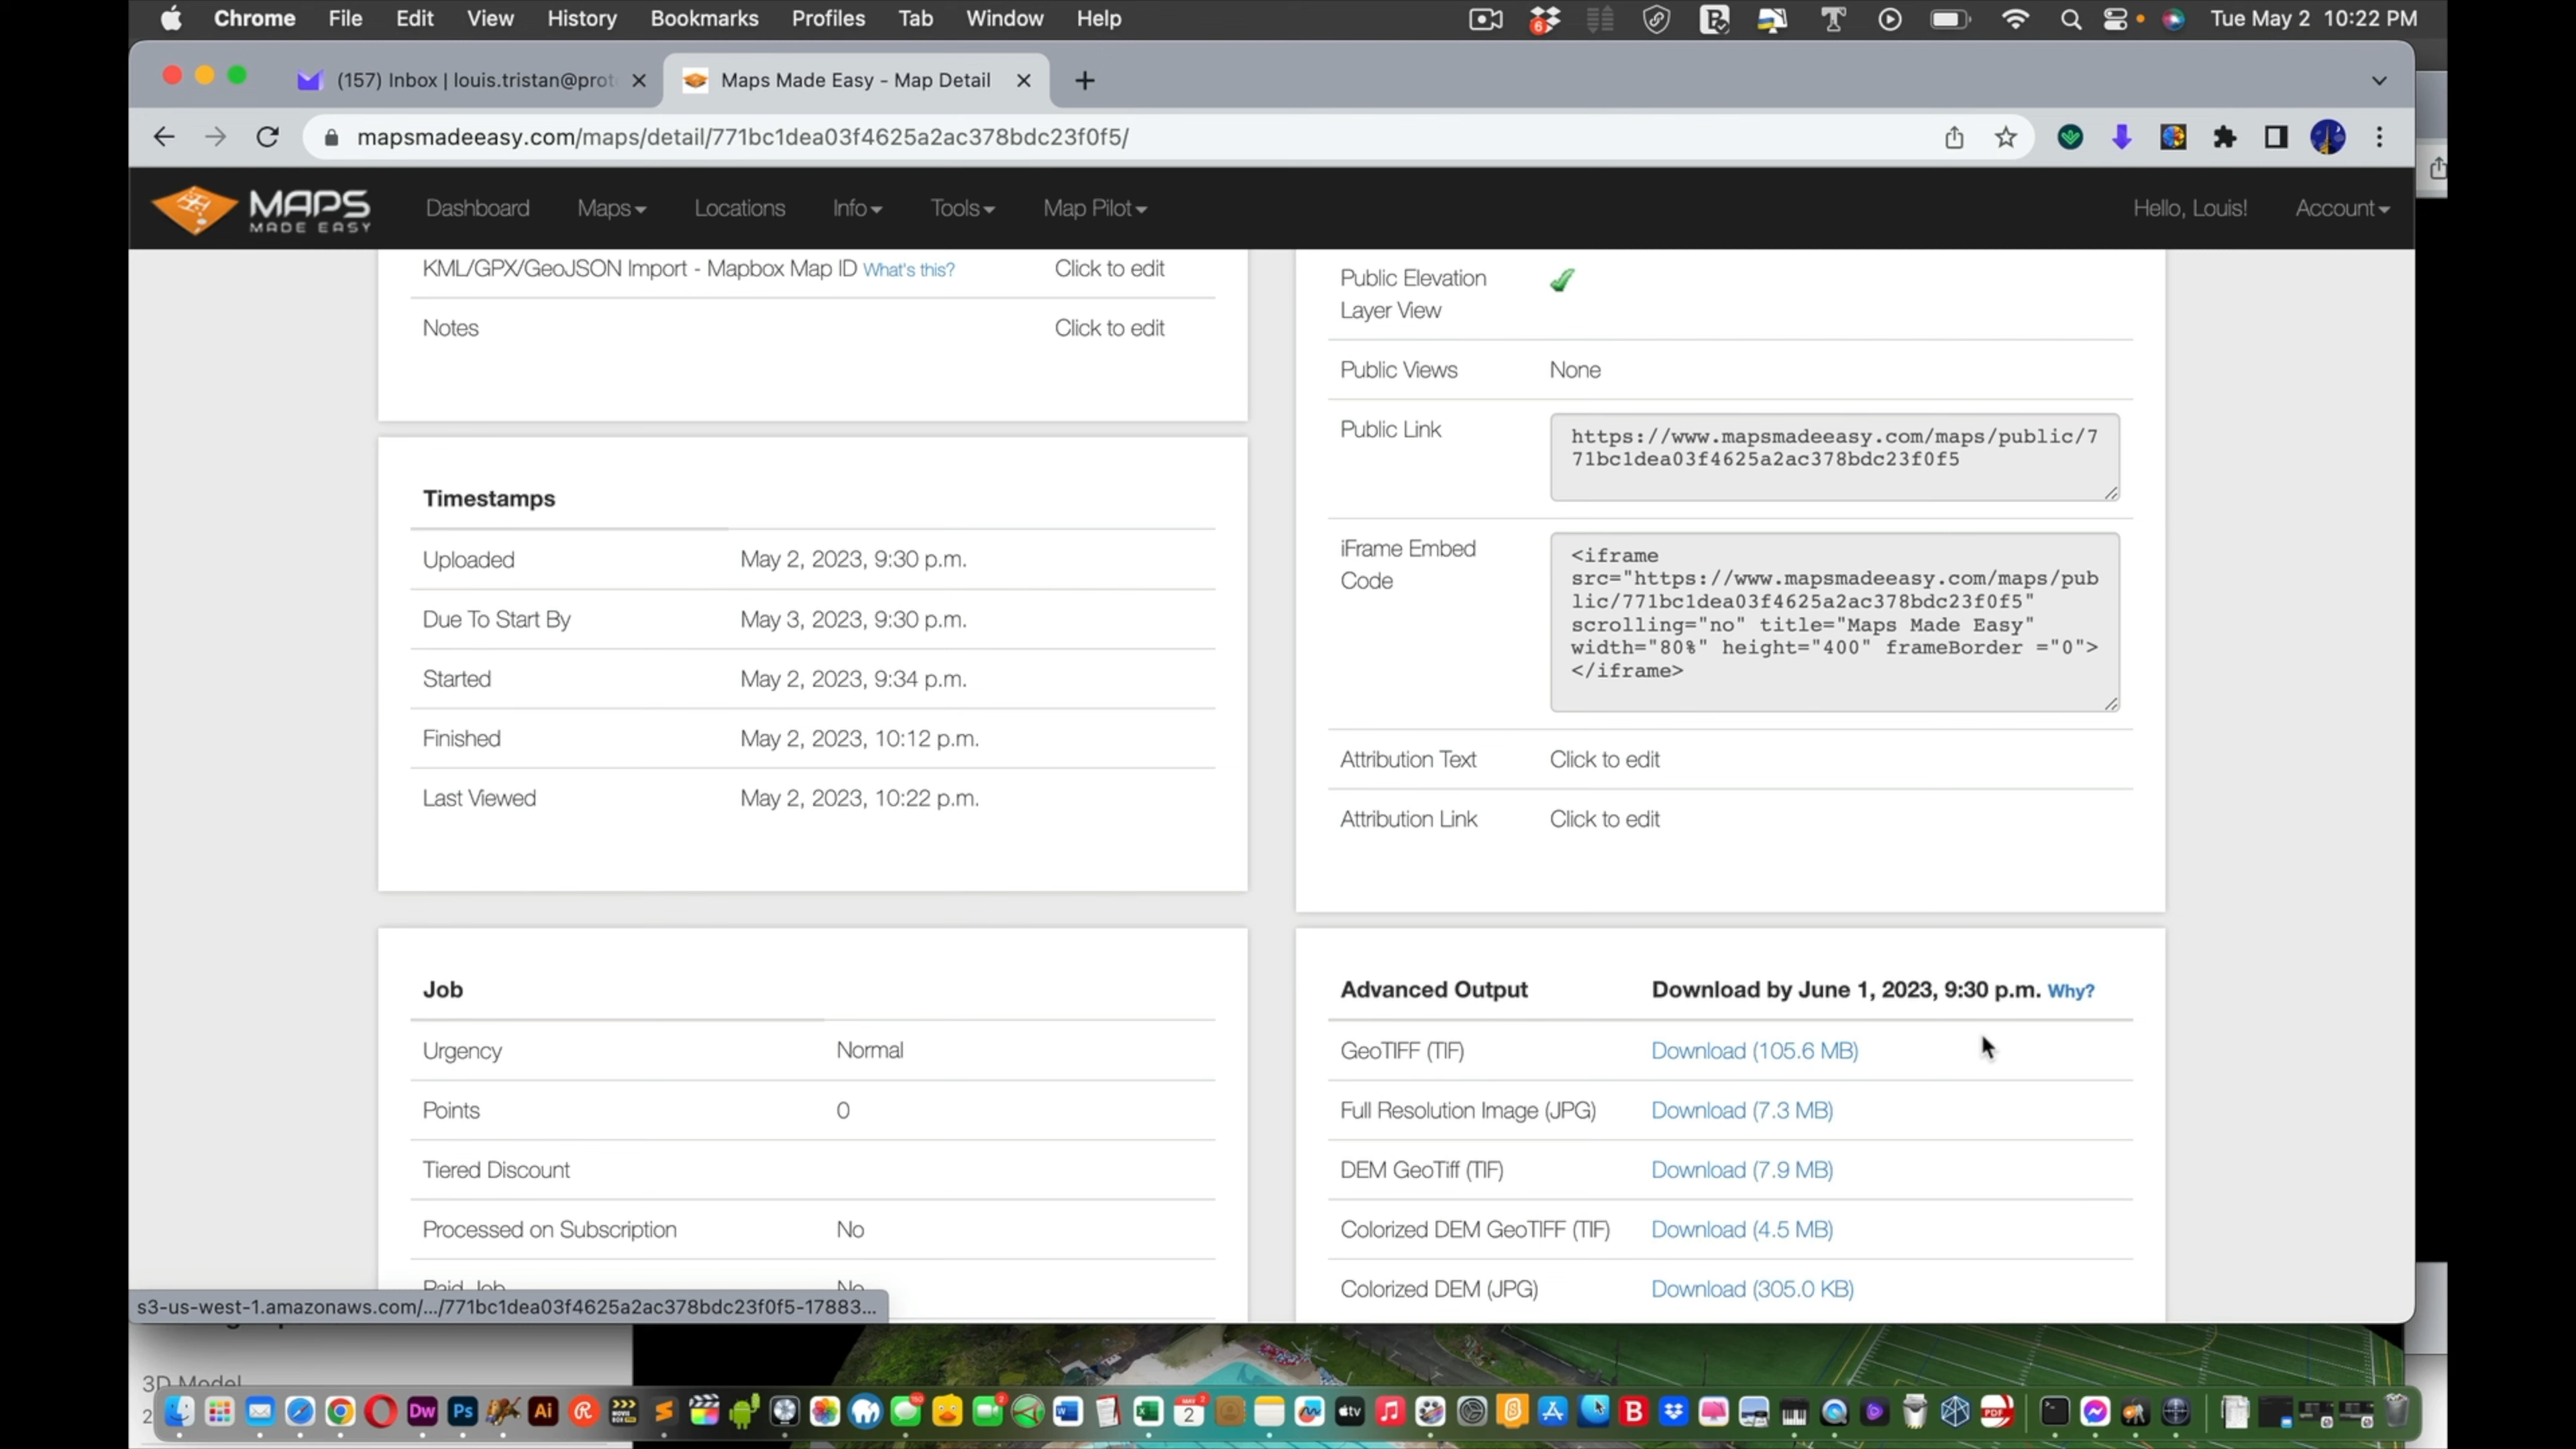 Chrome File Edit View History Bookmarks Profiles Tab Window Help Tue May 2 10:22 PM
(157) Inbox | louis.tristan@prot
Maps Made Easy - Map Detail
mapsmadeeasy.com/maps/detail/771bc1dea03f4625a2ac378bdc23f0f5/
MAPS
MADE EASY
Dashboard Maps Locations Info Tools Map Pilot Hello, Louis! Account
KML/GPX/GeoJSON Import - Mapbox Map ID What's this? Click to edit
Notes Click to edit
Timestamps
Uploaded May 2, 2023, 9:30 p.m.
Due To Start By May 3, 2023, 9:30 p.m.
Started May 2, 2023, 9:34 p.m.
Finished May 2, 2023, 10:12 p.m.
Last Viewed May 2, 2023, 10:22 p.m.
Job
Urgency Normal
Points 0
Tiered Discount
Processed on Subscription No
Paid Job No
Public Elevation
Layer View
Public Views None
Public Link
https://www.mapsmadeeasy.com/maps/public/7
71bc1dea03f4625a2ac378bdc23f0f5
iFrame Embed
Code
<iframe
src="https://www.mapsmadeeasy.com/maps/pub
lic/771bc1dea03f4625a2ac378bdc23f0f5"
scrolling="no" title="Maps Made Easy"
width="80%" height="400" frameBorder ="0">
</iframe>
Attribution Text Click to edit
Attribution Link Click to edit
Advanced Output Download by June 1, 2023, 9:30 p.m. Why?
GeoTIFF (TIF) Download (105.6 MB)
Full Resolution Image (JPG) Download (7.3 MB)
DEM GeoTiff (TIF) Download (7.9 MB)
Colorized DEM GeoTIFF (TIF) Download (4.5 MB)
Colorized DEM (JPG) Download (305.0 KB)
s3-us-west-1.amazonaws.com/.../771bc1dea03f4625a2ac378bdc23f0f5-17883...
3D Model
2
Dw Ps Ai tv